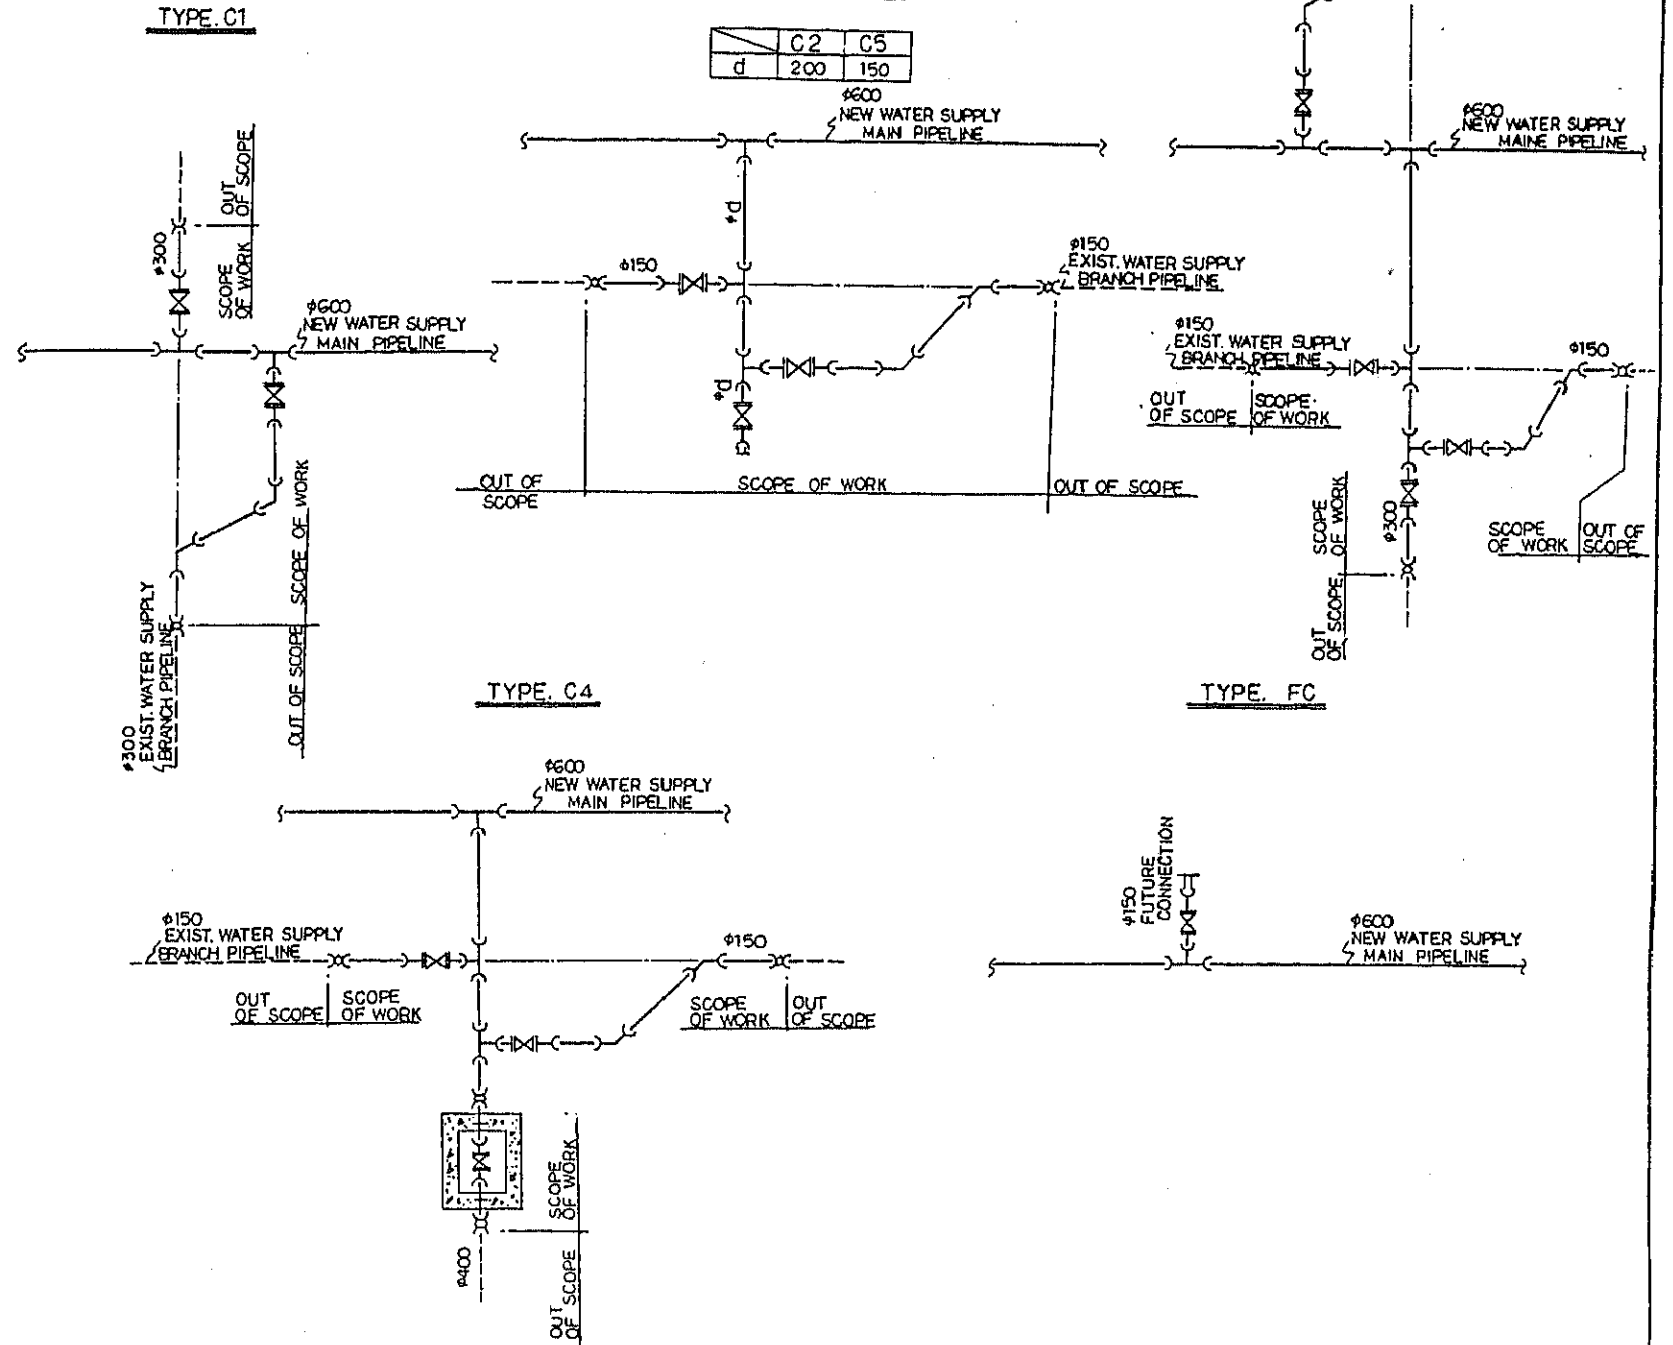 TYPE. C1
C2 C5
d 200 150
φ600
NEW WATER SUPPLY
MAIN PIPELINE
φ600
NEW WATER SUPPLY
MAINE PIPELINE
OUT
OF SCOPE
SCOPE
OF WORK
φ300
φ600
NEW WATER SUPPLY
MAIN PIPELINE
SCOPE OF WORK
OUT OF SCOPE
φ300
EXIST. WATER SUPPLY
BRANCH PIPELINE
φd
φ150
φ150
EXIST. WATER SUPPLY
BRANCH PIPELINE
φd
OUT OF
SCOPE
SCOPE OF WORK
OUT OF SCOPE
φ150
EXIST. WATER SUPPLY
BRANCH PIPELINE
φ150
OUT
OF SCOPE
SCOPE
OF WORK
φ300
SCOPE
OF WORK
OUT
OF SCOPE
SCOPE
OF WORK
OUT OF
SCOPE
TYPE. C4
φ600
NEW WATER SUPPLY
MAIN PIPELINE
φ150
EXIST. WATER SUPPLY
BRANCH PIPELINE
φ150
OUT
OF SCOPE
SCOPE
OF WORK
SCOPE
OF WORK
OUT
OF SCOPE
SCOPE
OF WORK
OUT
OF SCOPE
φ400
TYPE. FC
φ150
FUTURE
CONNECTION
φ600
NEW WATER SUPPLY
MAIN PIPELINE